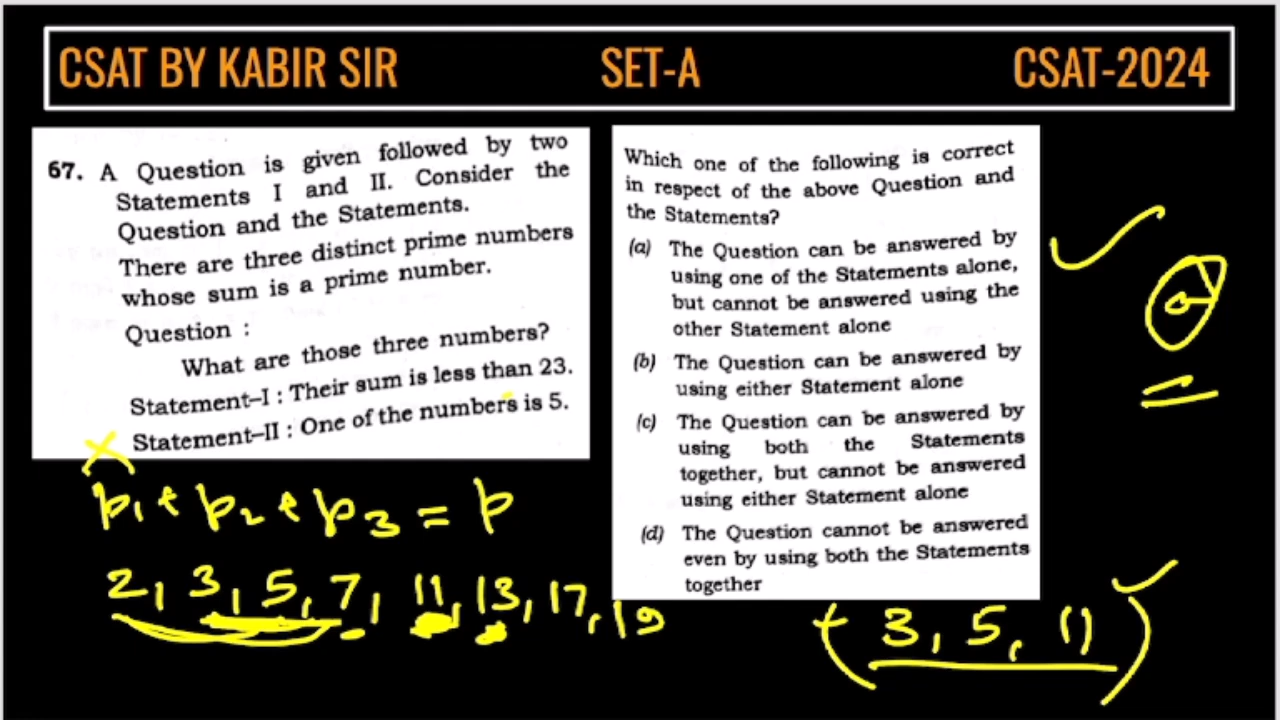 CSAT BY KABIR SIR SET-A CSAT-2024
67. A Question is given followed by two
Statements I and II. Consider the
Question and the Statements.
There are three distinct prime numbers
whose sum is a prime number.
Question :
What are those three numbers?
Statement–I : Their sum is less than 23.
Statement–II : One of the numbers is 5.
Which one of the following is correct
in respect of the above Question and
the Statements?
(a) The Question can be answered by
using one of the Statements alone,
but cannot be answered using the
other Statement alone
(b) The Question can be answered by
using either Statement alone
(c) The Question can be answered by
using both the Statements
together, but cannot be answered
using either Statement alone
(d) The Question cannot be answered
even by using both the Statements
together
p1 + p2 + p3 = p
2, 3, 5, 7, 11, 13, 17, 19
3, 5, 11